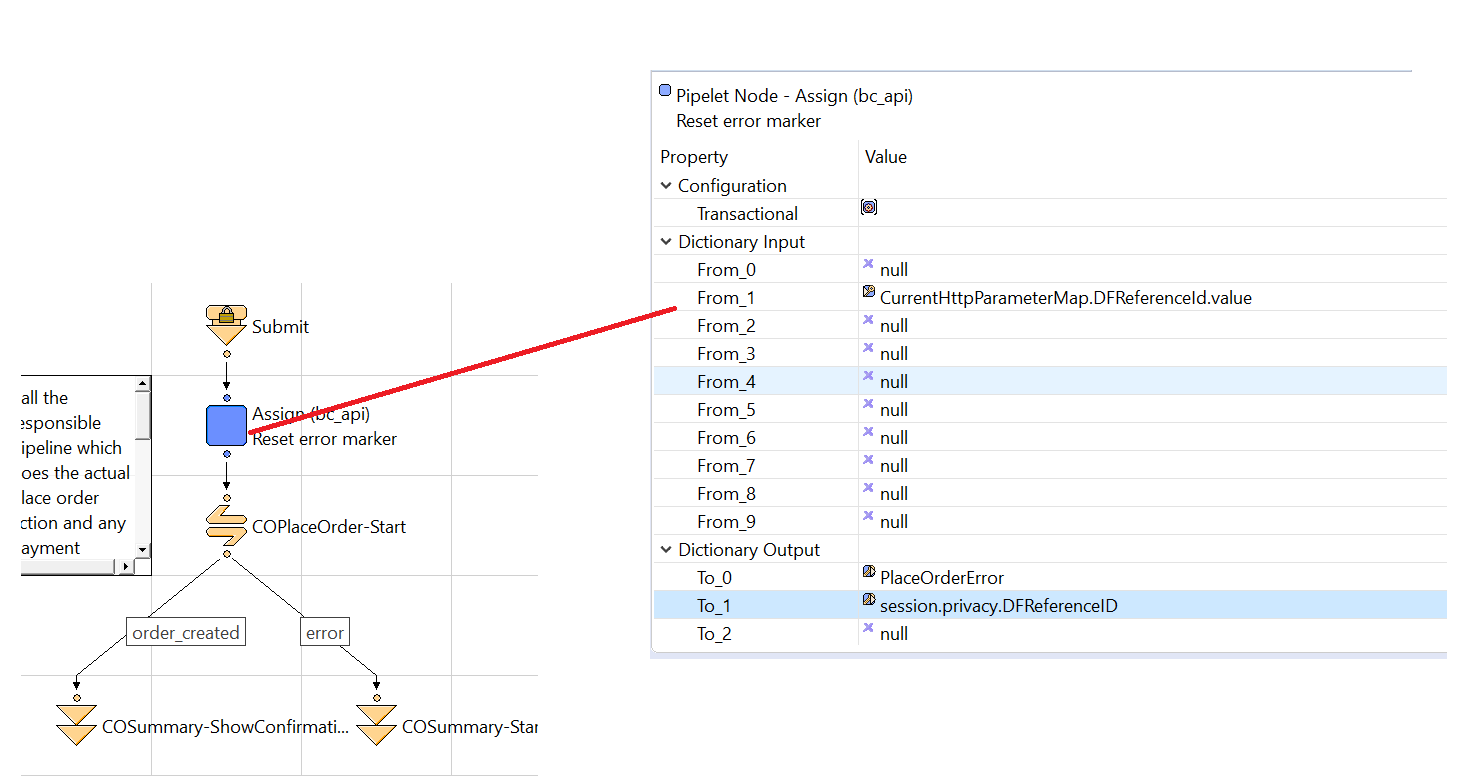 Submit
all the
esponsible
ipeline which
oes the actual
lace order
ction and any
ayment
Assign (bc_api)
Reset error marker
COPlaceOrder-Start
order_created
error
COSummary-ShowConfirmati...
COSummary-Star
Pipelet Node - Assign (bc_api)
Reset error marker
Property Value
Configuration
Transactional
Dictionary Input
From_0 null
From_1 CurrentHttpParameterMap.DFReferenceId.value
From_2 null
From_3 null
From_4 null
From_5 null
From_6 null
From_7 null
From_8 null
From_9 null
Dictionary Output
To_0 PlaceOrderError
To_1 session.privacy.DFReferenceID
To_2 null